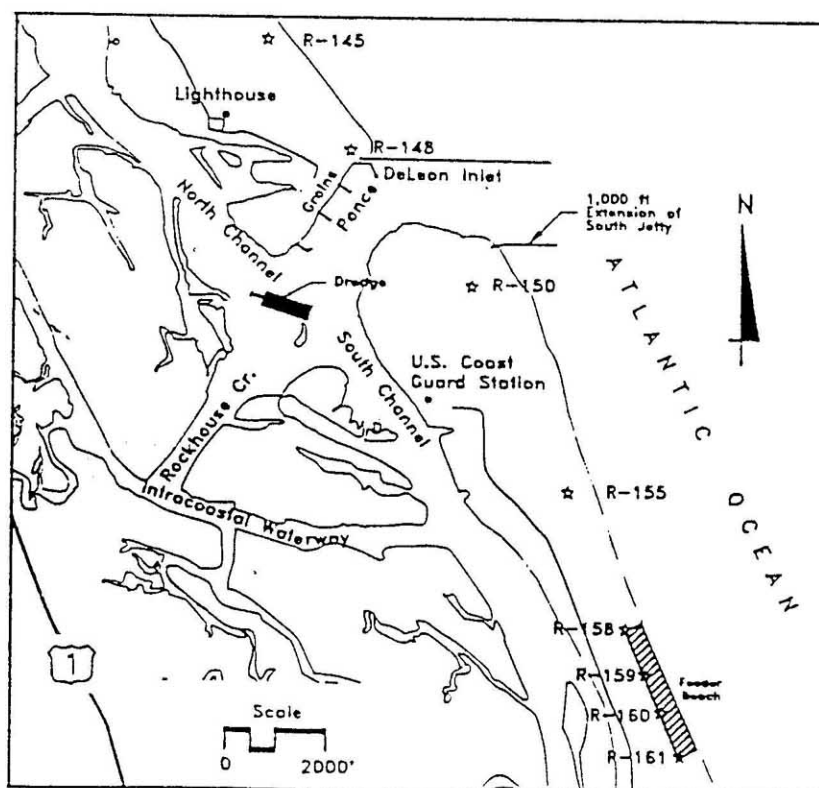 R-145
Lighthouse
R-148
DeLeon Inlet
Groins
Ponce
1,000 ft
Extension of
South Jetty
N
North Channel
R-150
Dredge
ATLANTIC OCEAN
U.S. Coast
Guard Station
South Channel
Rockhouse Cr.
Intracoastal Waterway
R-155
R-158
R-159
Feeder
Beach
R-160
R-161
1
Scale
0 2000'